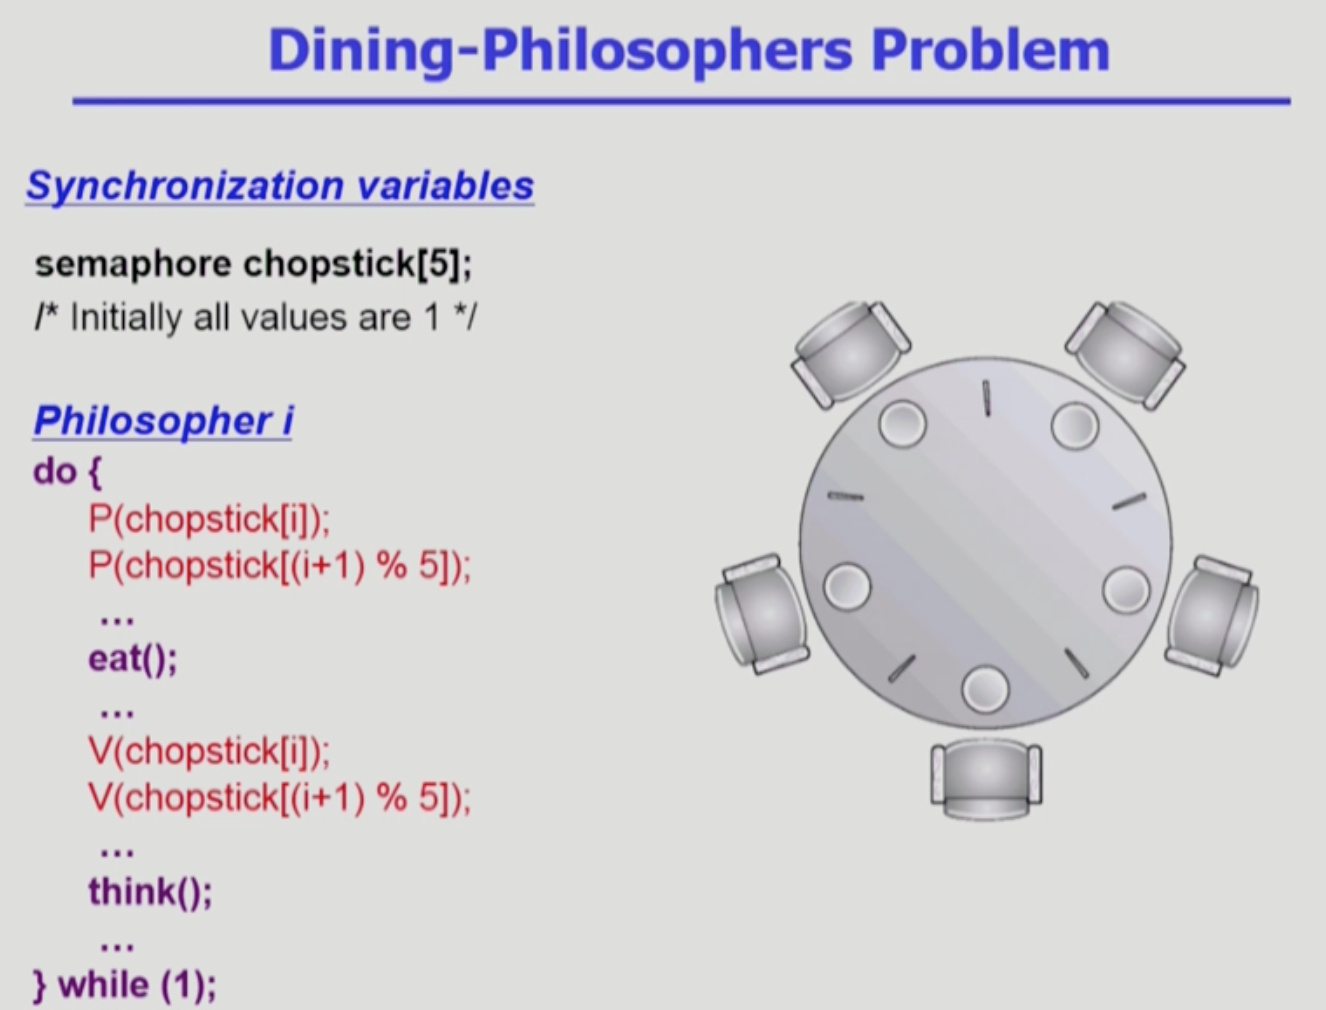 Dining-Philosophers Problem
Synchronization variables
semaphore chopstick[5];
/* Initially all values are 1 */
Philosopher i
do {
P(chopstick[i]);
P(chopstick[(i+1) % 5]);
...
eat();
...
V(chopstick[i]);
V(chopstick[(i+1) % 5]);
...
think();
...
} while (1);